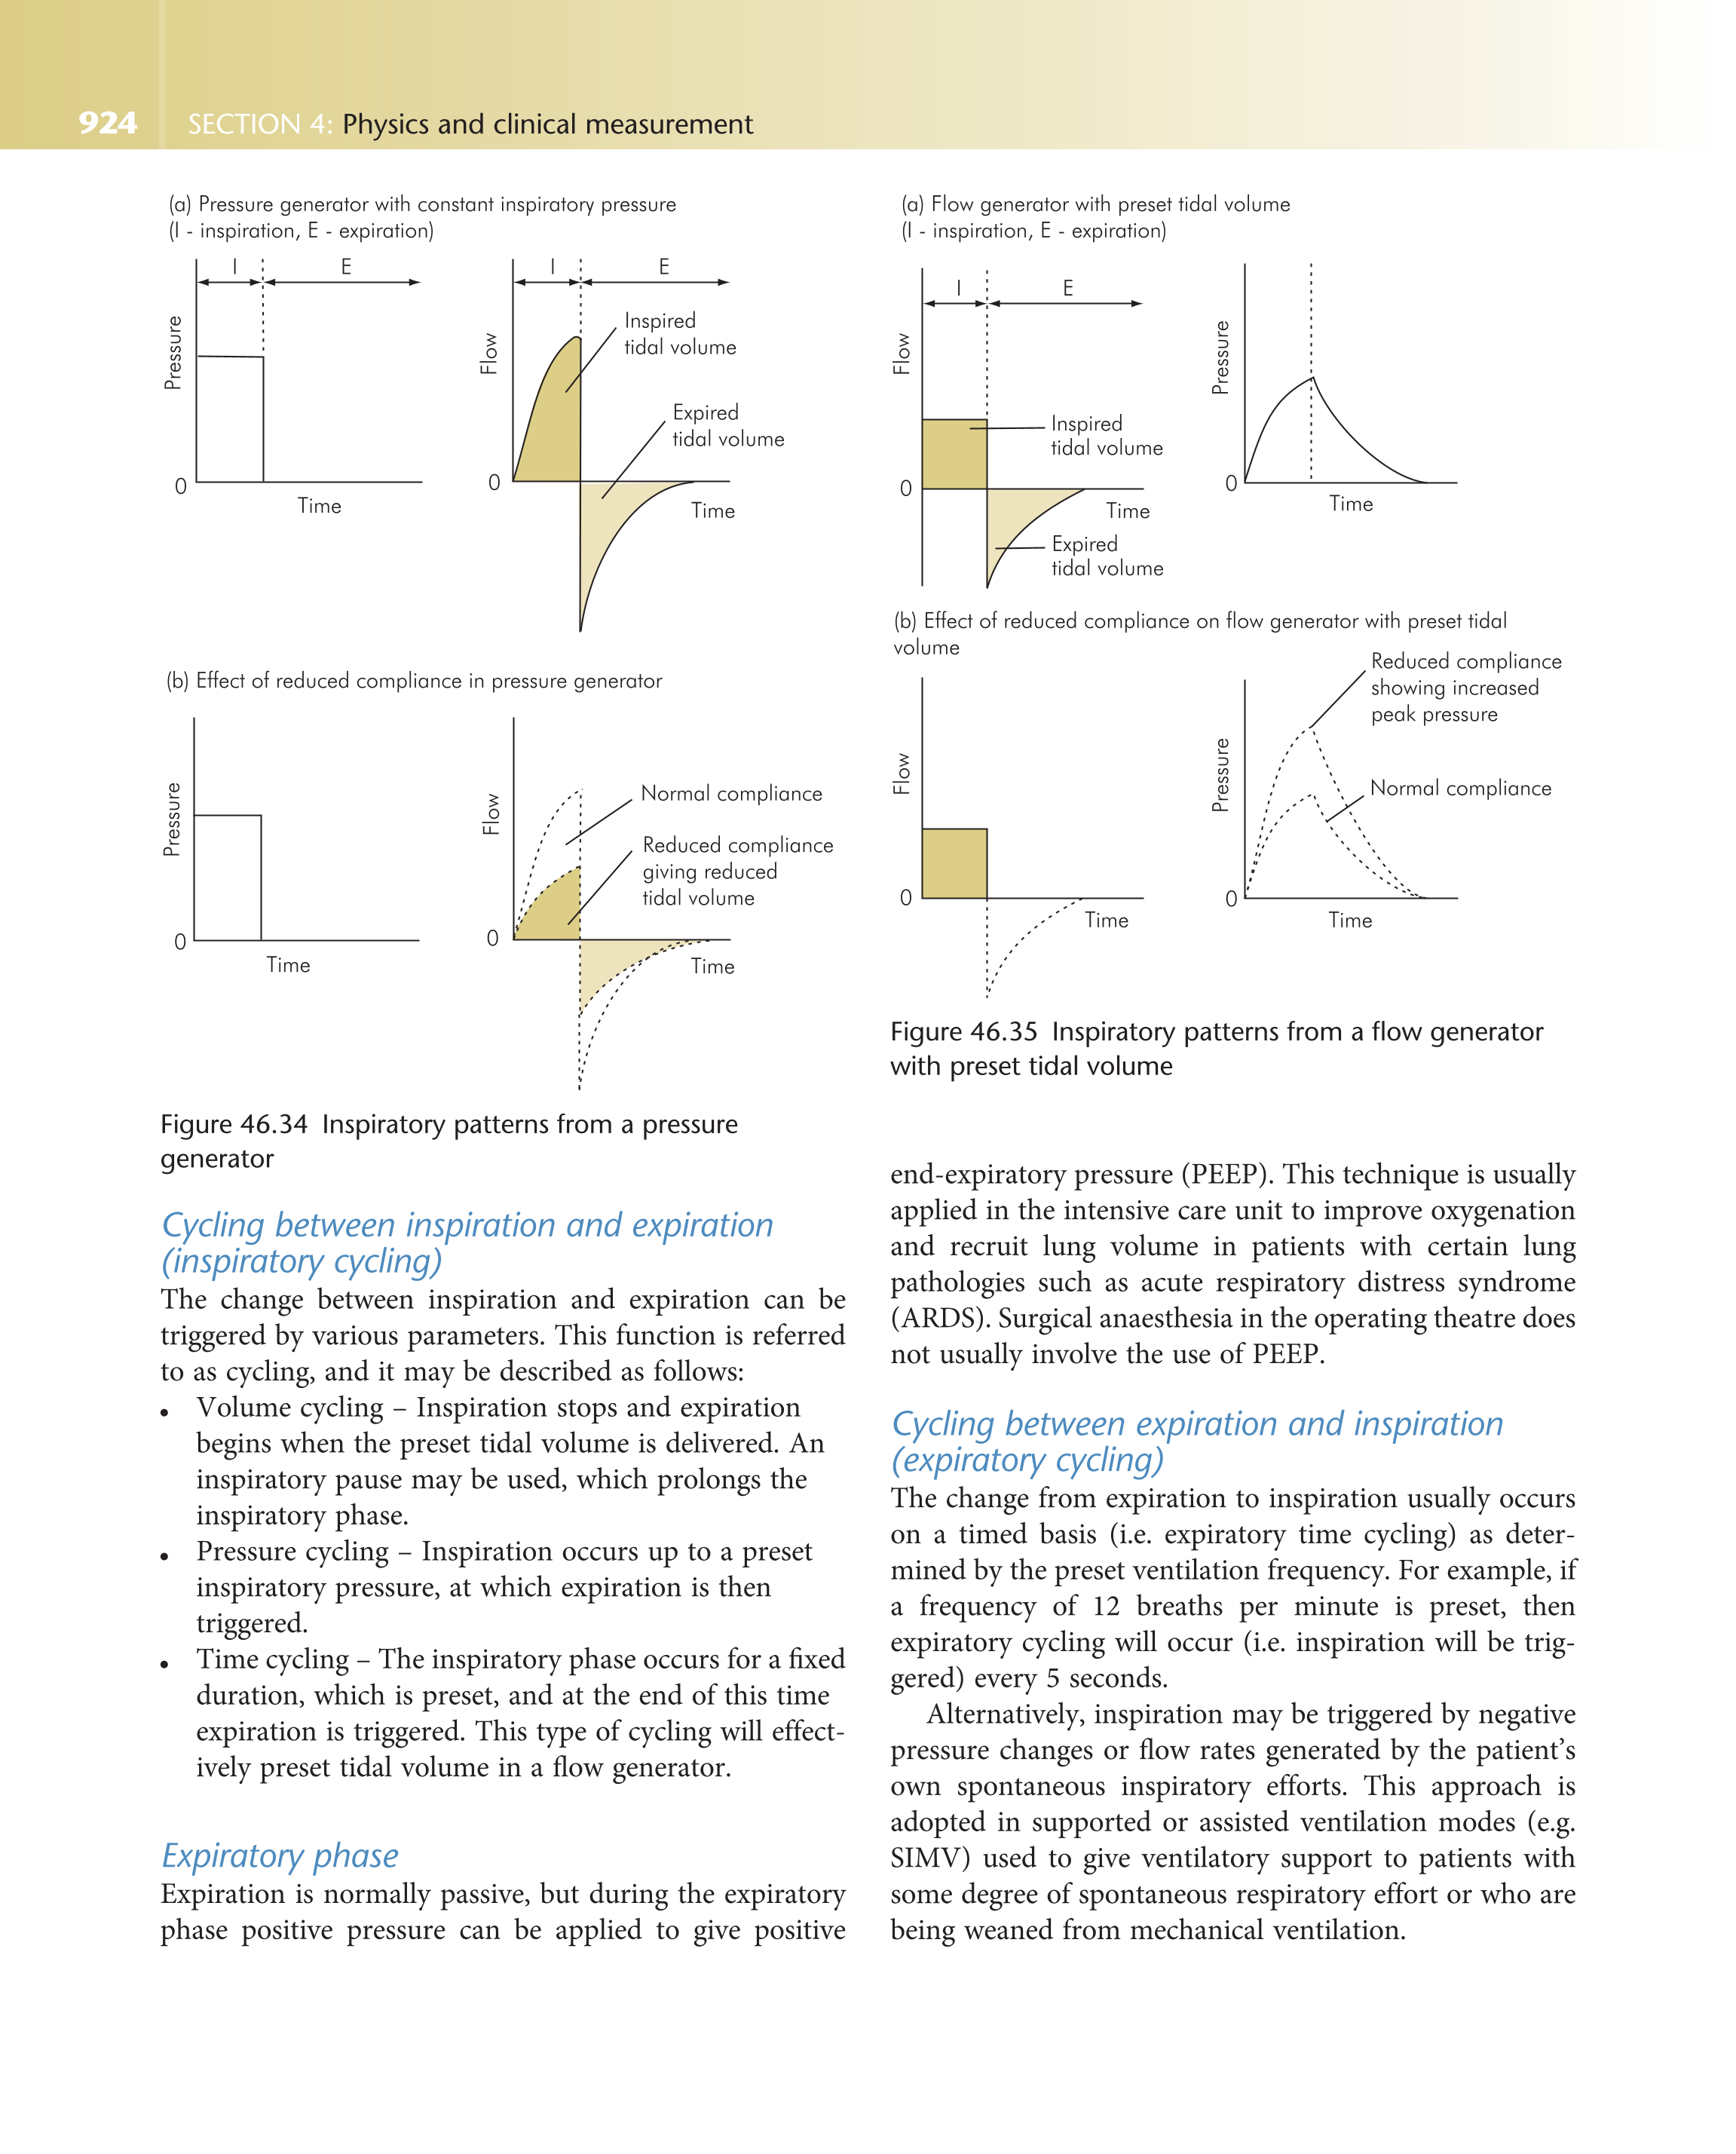 924 SECTION 4: Physics and clinical measurement
(a) Pressure generator with constant inspiratory pressure
(I - inspiration, E - expiration)
I
E
Pressure
0
Time
I
E
Flow
Inspired
tidal volume
Expired
tidal volume
0
Time
(b) Effect of reduced compliance in pressure generator
Pressure
0
Time
Flow
Normal compliance
Reduced compliance
giving reduced
tidal volume
0
Time
Figure 46.34 Inspiratory patterns from a pressure
generator
Cycling between inspiration and expiration
(inspiratory cycling)
The change between inspiration and expiration can be
triggered by various parameters. This function is referred
to as cycling, and it may be described as follows:
• Volume cycling – Inspiration stops and expiration
begins when the preset tidal volume is delivered. An
inspiratory pause may be used, which prolongs the
inspiratory phase.
• Pressure cycling – Inspiration occurs up to a preset
inspiratory pressure, at which expiration is then
triggered.
• Time cycling – The inspiratory phase occurs for a fixed
duration, which is preset, and at the end of this time
expiration is triggered. This type of cycling will effect-
ively preset tidal volume in a flow generator.
Expiratory phase
Expiration is normally passive, but during the expiratory
phase positive pressure can be applied to give positive
(a) Flow generator with preset tidal volume
(I - inspiration, E - expiration)
I
E
Flow
Inspired
tidal volume
0
Time
Expired
tidal volume
Pressure
0
Time
(b) Effect of reduced compliance on flow generator with preset tidal
volume
Flow
0
Time
Reduced compliance
showing increased
peak pressure
Pressure
Normal compliance
0
Time
Figure 46.35 Inspiratory patterns from a flow generator
with preset tidal volume
end-expiratory pressure (PEEP). This technique is usually
applied in the intensive care unit to improve oxygenation
and recruit lung volume in patients with certain lung
pathologies such as acute respiratory distress syndrome
(ARDS). Surgical anaesthesia in the operating theatre does
not usually involve the use of PEEP.
Cycling between expiration and inspiration
(expiratory cycling)
The change from expiration to inspiration usually occurs
on a timed basis (i.e. expiratory time cycling) as deter-
mined by the preset ventilation frequency. For example, if
a frequency of 12 breaths per minute is preset, then
expiratory cycling will occur (i.e. inspiration will be trig-
gered) every 5 seconds.
Alternatively, inspiration may be triggered by negative
pressure changes or flow rates generated by the patient's
own spontaneous inspiratory efforts. This approach is
adopted in supported or assisted ventilation modes (e.g.
SIMV) used to give ventilatory support to patients with
some degree of spontaneous respiratory effort or who are
being weaned from mechanical ventilation.